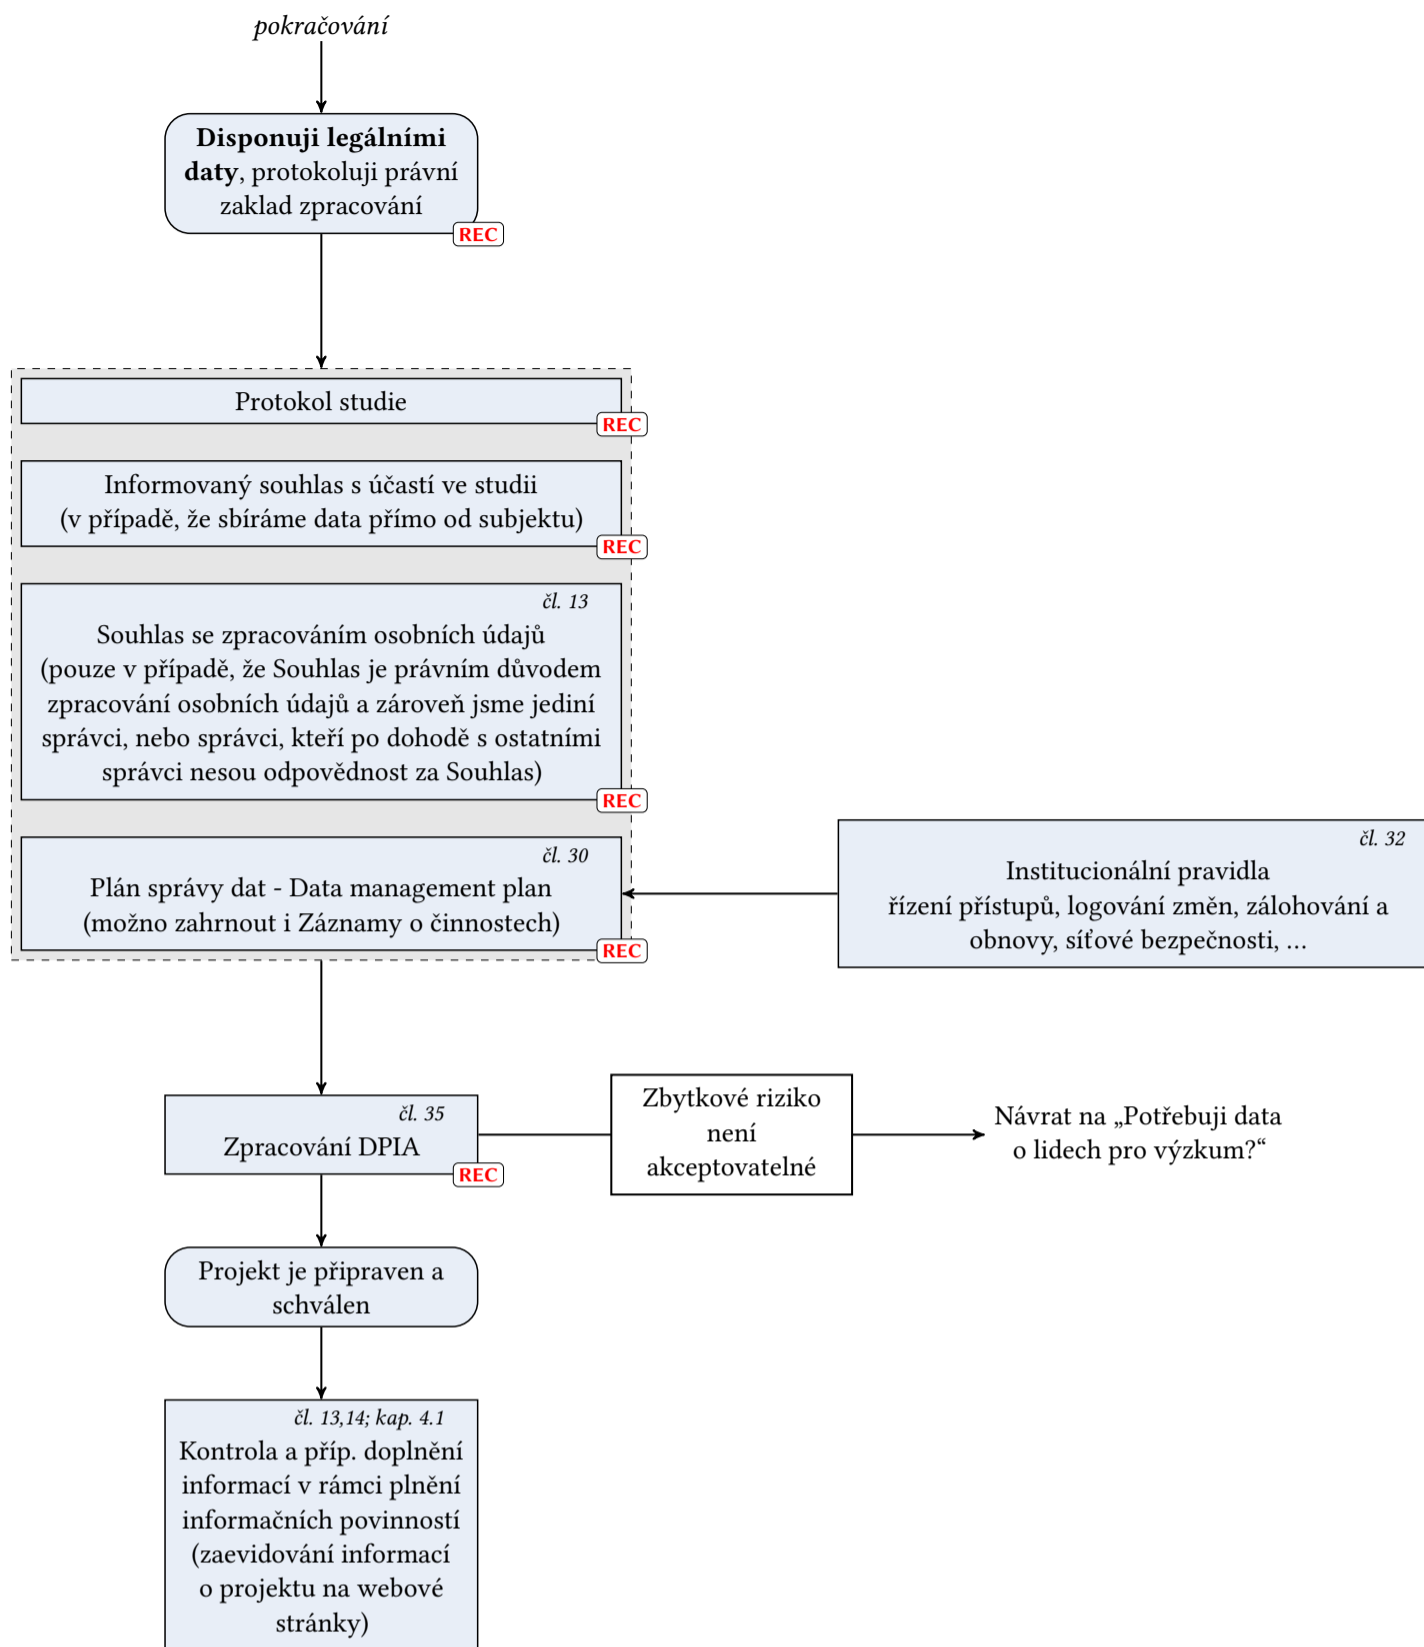 pokračování
Disponuji legálními
daty, protokoluji právní
zaklad zpracování
REC
Protokol studie
REC
Informovaný souhlas s účastí ve studii
(v případě, že sbíráme data přímo od subjektu)
REC
čl. 13
Souhlas se zpracováním osobních údajů
(pouze v případě, že Souhlas je právním důvodem
zpracování osobních údajů a zároveň jsme jediní
správci, nebo správci, kteří po dohodě s ostatními
správci nesou odpovědnost za Souhlas)
REC
čl. 30
Plán správy dat - Data management plan
(možno zahrnout i Záznamy o činnostech)
REC
čl. 32
Institucionální pravidla
řízení přístupů, logování změn, zálohování a
obnovy, síťové bezpečnosti, …
čl. 35
Zpracování DPIA
REC
Zbytkové riziko
není
akceptovatelné
Návrat na „Potřebuji data
o lidech pro výzkum?“
Projekt je připraven a
schválen
čl. 13,14; kap. 4.1
Kontrola a příp. doplnění
informací v rámci plnění
informačních povinností
(zaevidování informací
o projektu na webové
stránky)